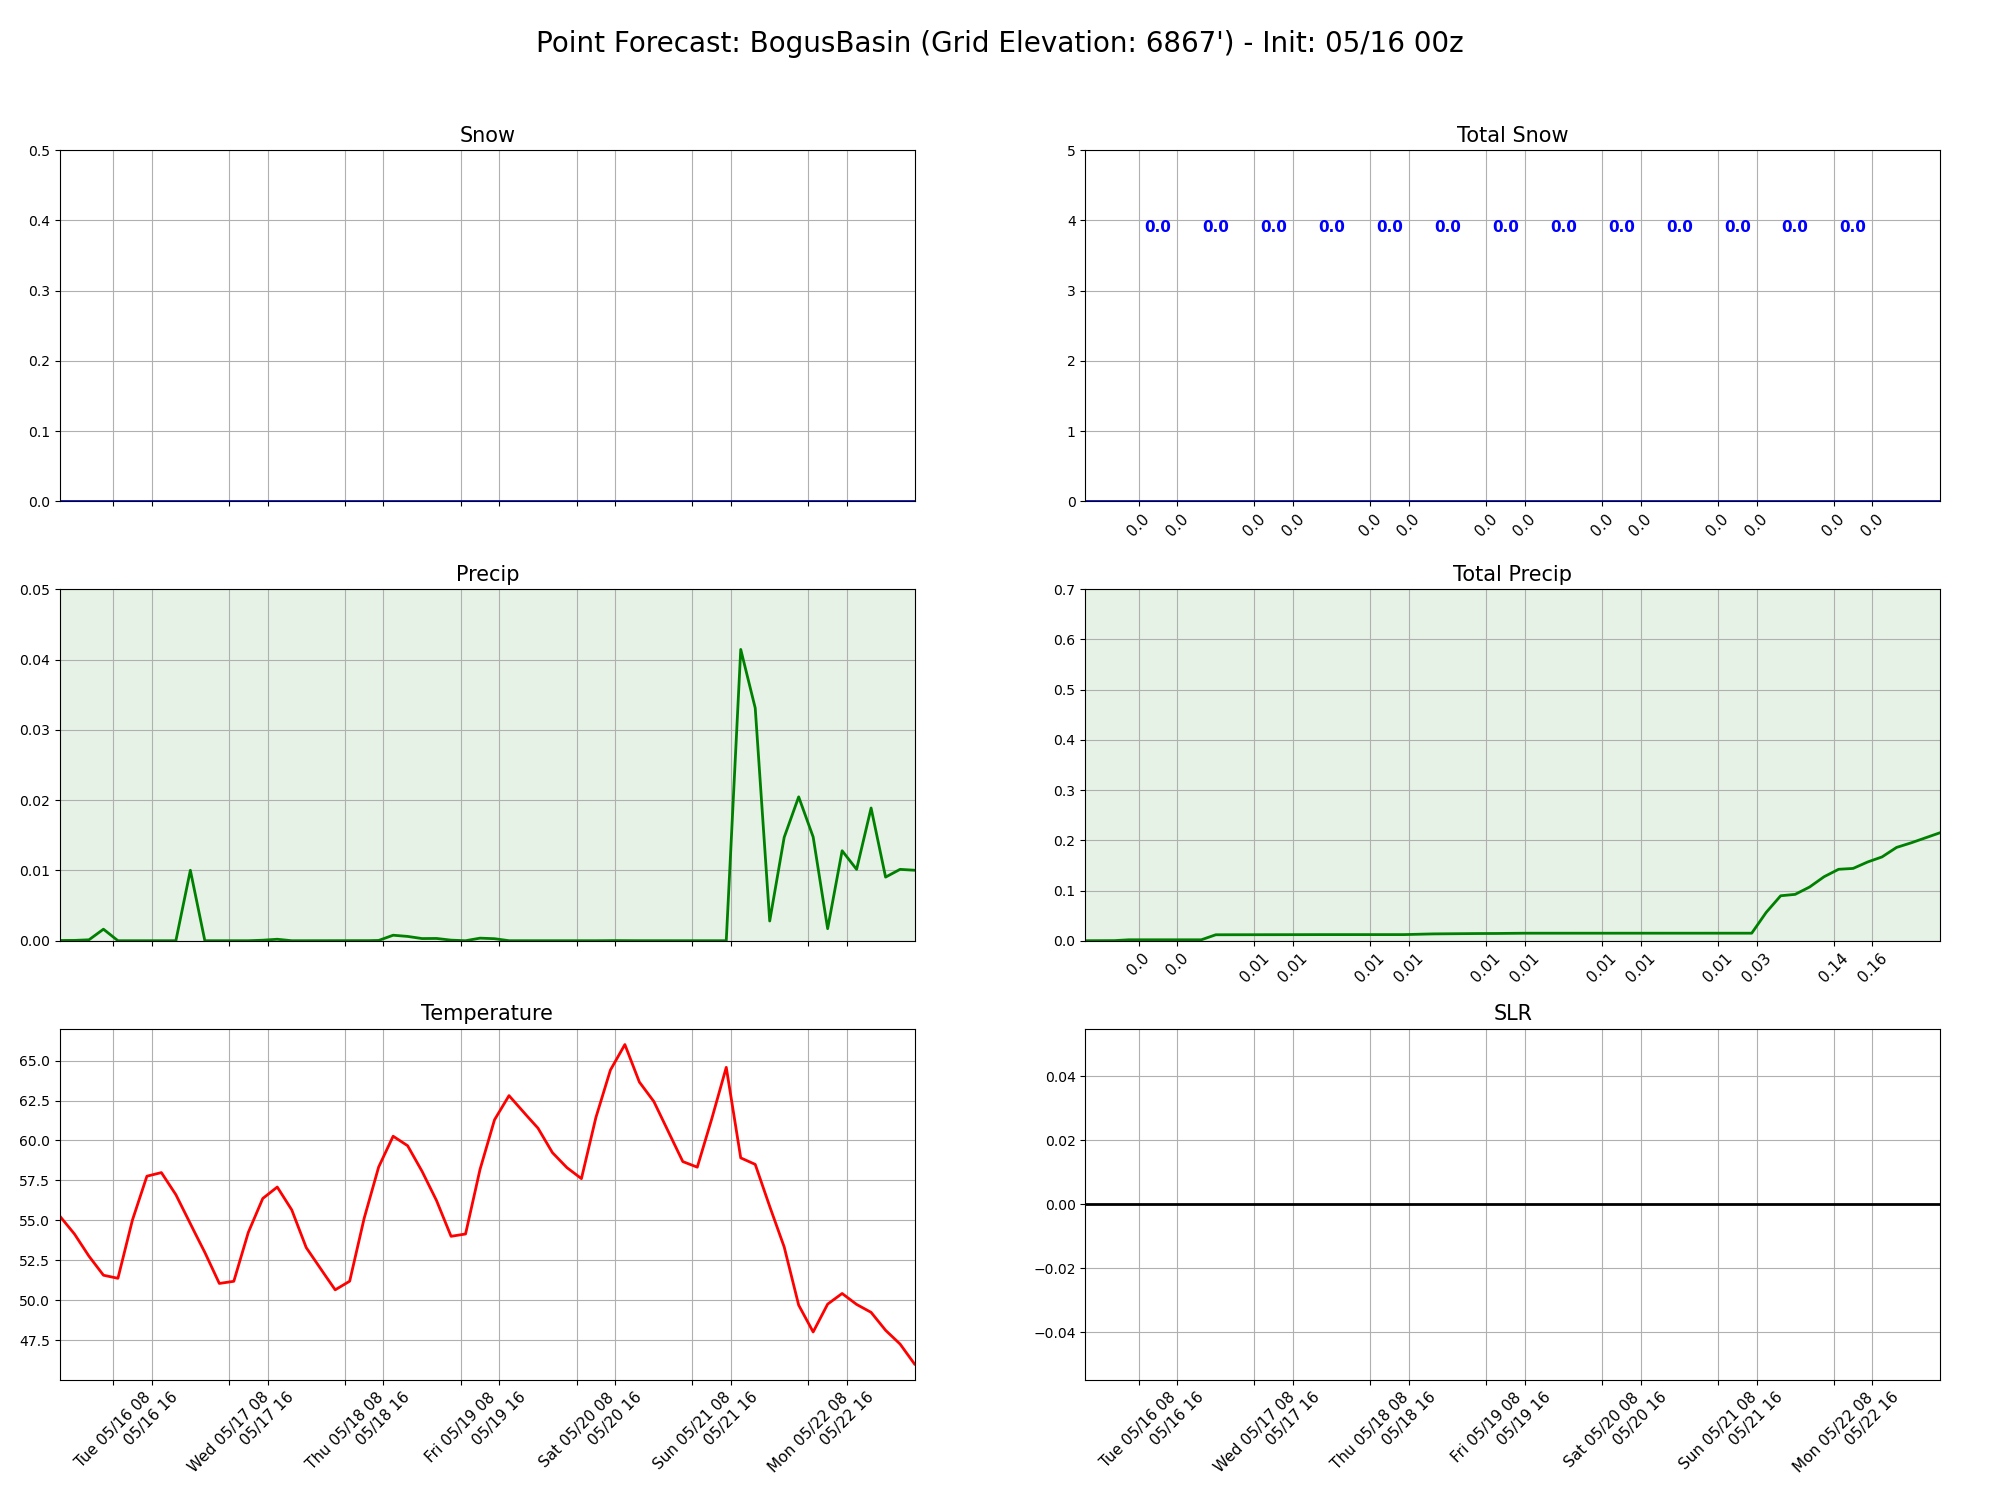 Point Forecast: BogusBasin (Grid Elevation: 6867') - Init: 05/16 00z
Snow
0.5
0.4
0.3
0.2
0.1
0.0
Total Snow
5
4
3
2
1
0
0.0 0.0 0.0 0.0 0.0 0.0 0.0 0.0 0.0 0.0 0.0 0.0 0.0
0.0 0.0 0.0 0.0 0.0 0.0 0.0 0.0 0.0 0.0 0.0 0.0 0.0 0.0
Precip
0.05
0.04
0.03
0.02
0.01
0.00
Total Precip
0.7
0.6
0.5
0.4
0.3
0.2
0.1
0.0
0.0 0.0 0.01 0.01 0.01 0.01 0.01 0.01 0.01 0.01 0.01 0.03 0.14 0.16
Temperature
65.0
62.5
60.0
57.5
55.0
52.5
50.0
47.5
Tue 05/16 08
05/16 16
Wed 05/17 08
05/17 16
Thu 05/18 08
05/18 16
Fri 05/19 08
05/19 16
Sat 05/20 08
05/20 16
Sun 05/21 08
05/21 16
Mon 05/22 08
05/22 16
SLR
0.04
0.02
0.00
−0.02
−0.04
Tue 05/16 08
05/16 16
Wed 05/17 08
05/17 16
Thu 05/18 08
05/18 16
Fri 05/19 08
05/19 16
Sat 05/20 08
05/20 16
Sun 05/21 08
05/21 16
Mon 05/22 08
05/22 16